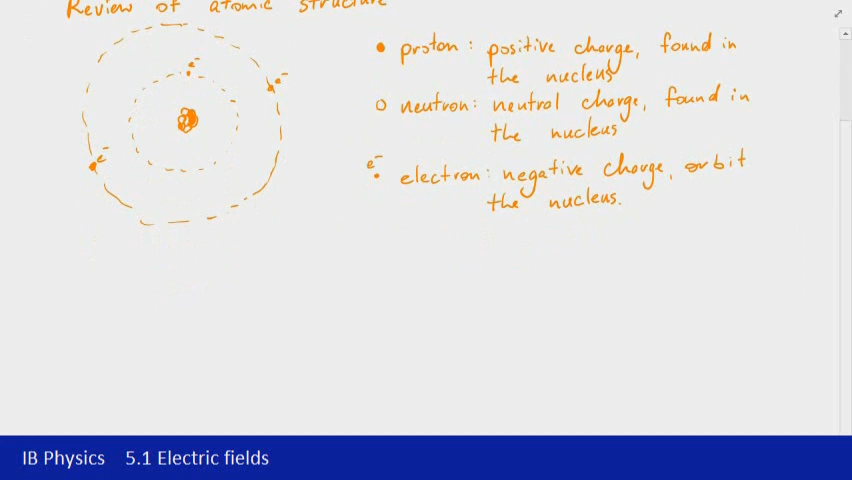 Review of atomic structure
e⁻
e⁻
e⁻
proton: positive charge, found in
the nucleus
neutron: neutral charge, found in
the nucleus
e⁻
electron: negative charge, orbit
the nucleus.
IB Physics 5.1 Electric fields